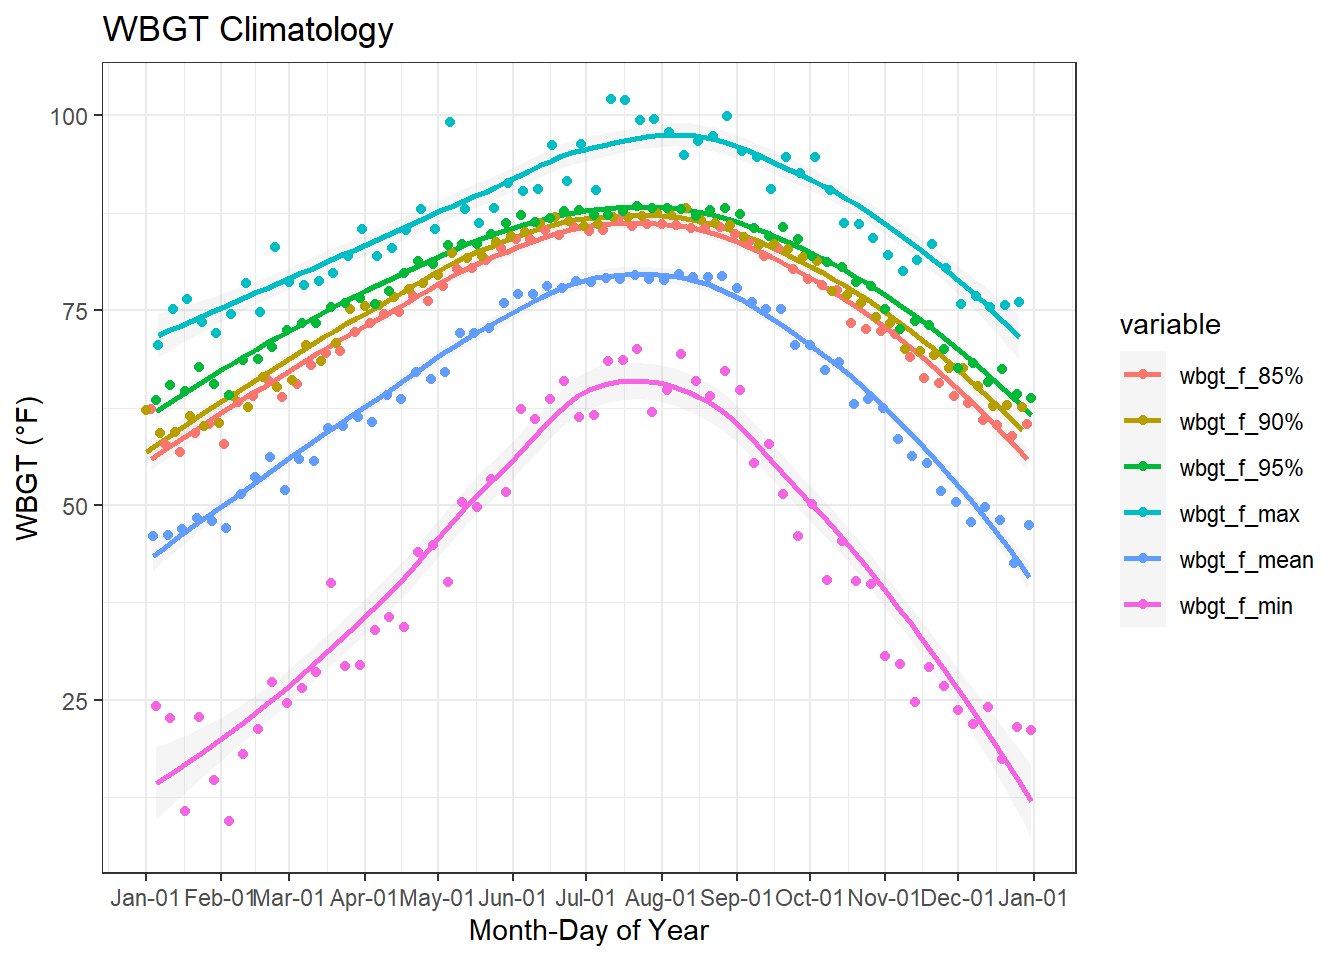 WBGT Climatology
WBGT (°F)
100
75
50
25
Jan-01 Feb-01 Mar-01 Apr-01 May-01 Jun-01 Jul-01 Aug-01 Sep-01 Oct-01 Nov-01 Dec-01 Jan-01
Month-Day of Year
variable
wbgt_f_85%
wbgt_f_90%
wbgt_f_95%
wbgt_f_max
wbgt_f_mean
wbgt_f_min